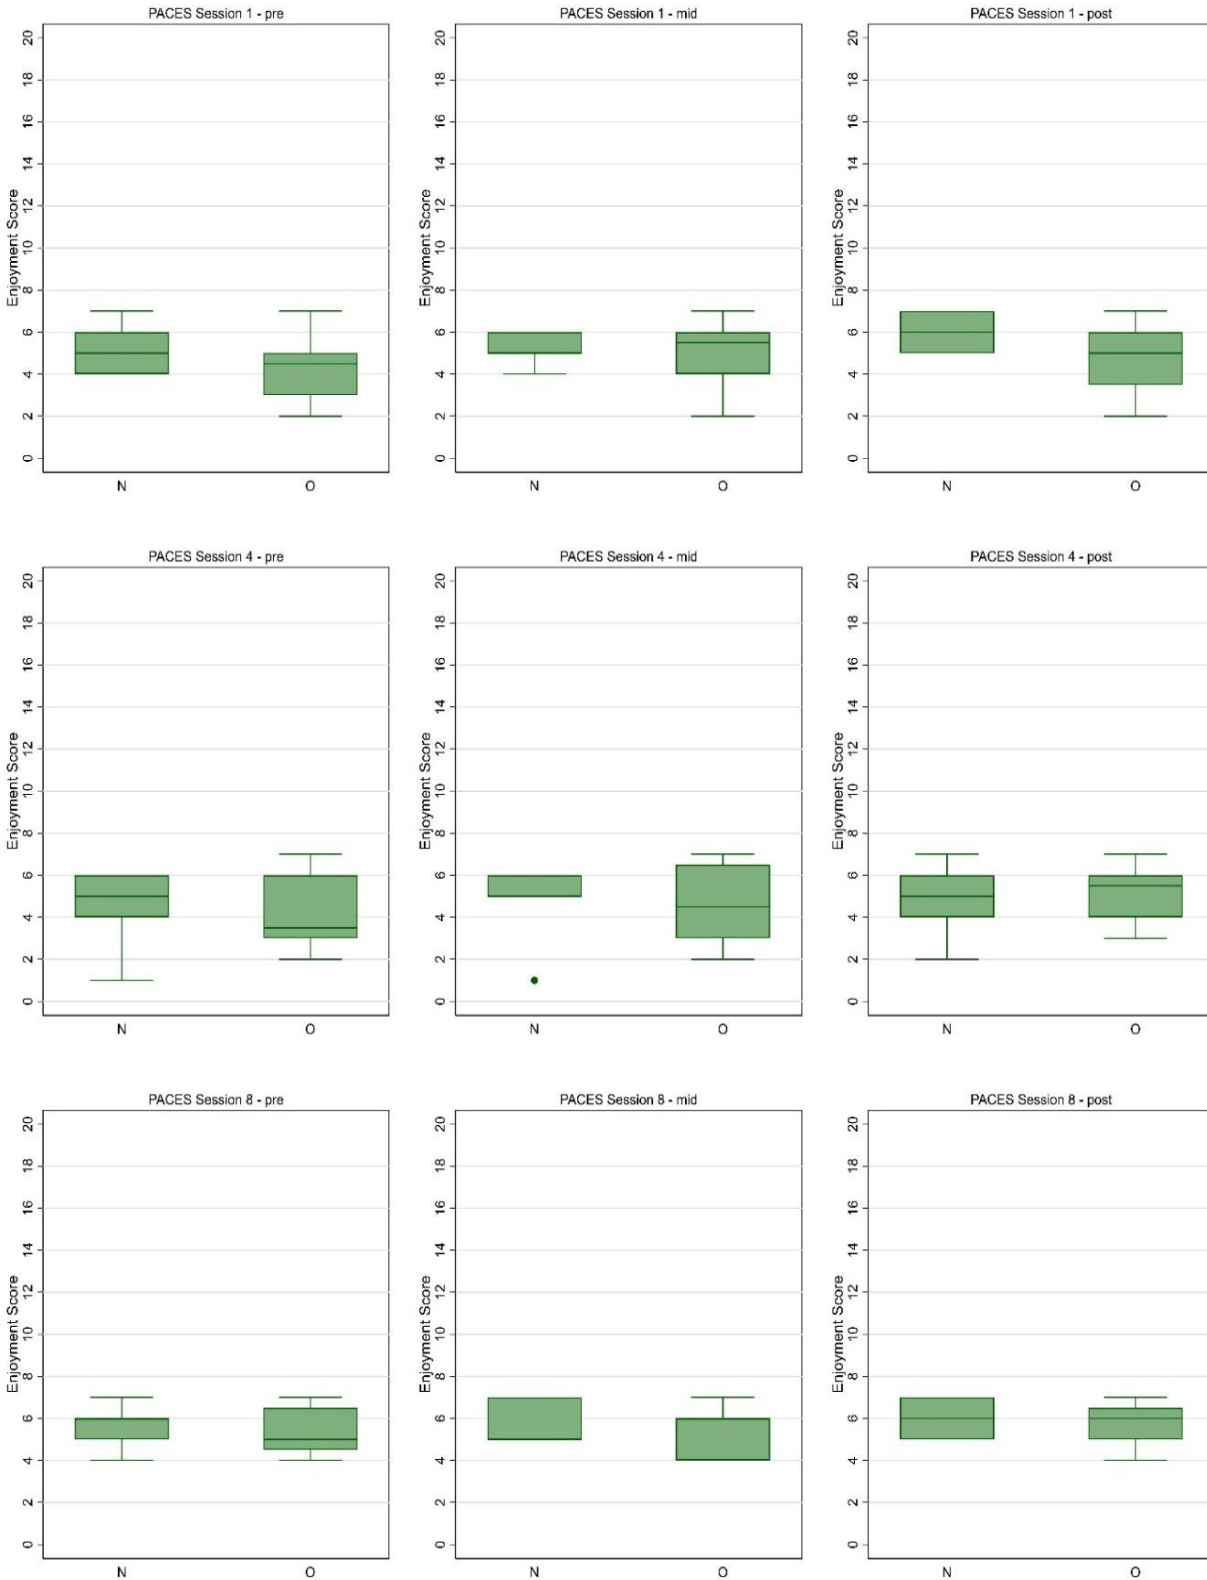 PACES Session 1 - pre
PACES Session 1 - mid
PACES Session 1 - post
Enjoyment Score
20
18
16
14
12
10
8
6
4
2
0
N
O
Enjoyment Score
20
18
16
14
12
10
8
6
4
2
0
N
O
Enjoyment Score
20
18
16
14
12
10
8
6
4
2
0
N
O
PACES Session 4 - pre
PACES Session 4 - mid
PACES Session 4 - post
Enjoyment Score
20
18
16
14
12
10
8
6
4
2
0
N
O
Enjoyment Score
20
18
16
14
12
10
8
6
4
2
0
N
O
Enjoyment Score
20
18
16
14
12
10
8
6
4
2
0
N
O
PACES Session 8 - pre
PACES Session 8 - mid
PACES Session 8 - post
Enjoyment Score
20
18
16
14
12
10
8
6
4
2
0
N
O
Enjoyment Score
20
18
16
14
12
10
8
6
4
2
0
N
O
Enjoyment Score
20
18
16
14
12
10
8
6
4
2
0
N
O